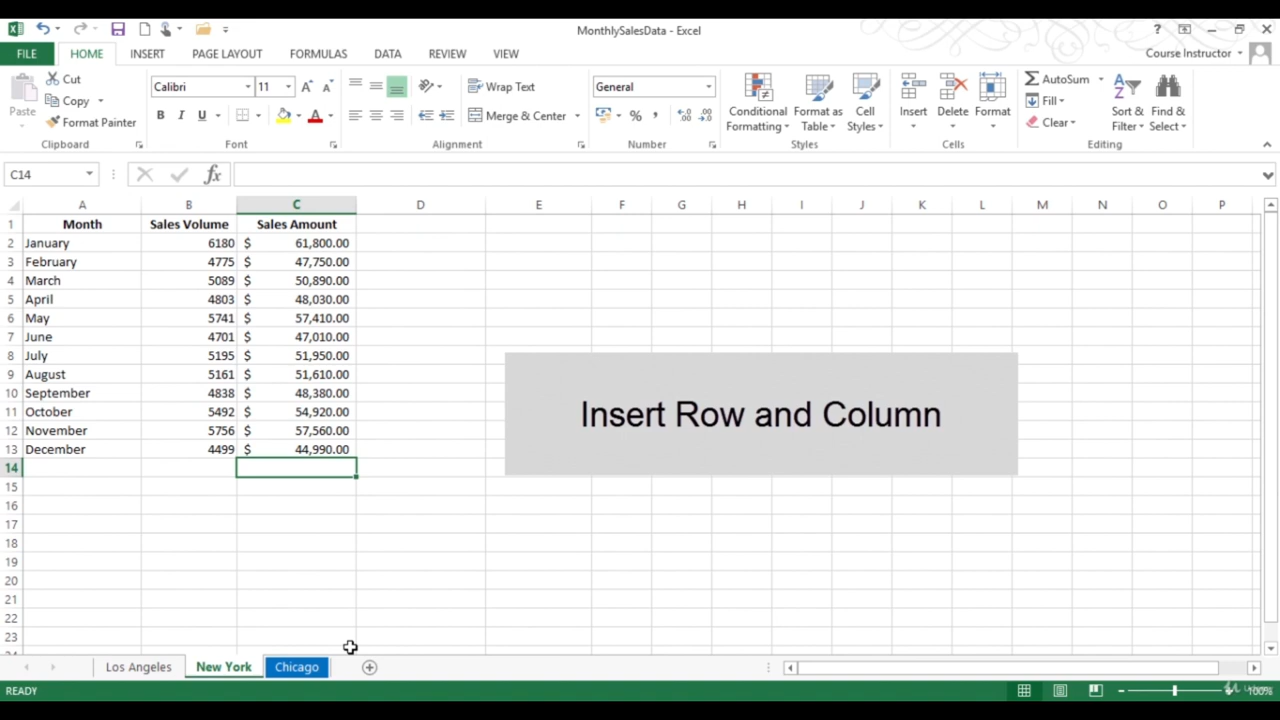 MonthlySalesData - Excel
FILE HOME INSERT PAGE LAYOUT FORMULAS DATA REVIEW VIEW Course Instructor
Paste Cut Copy Format Painter Clipboard
Calibri 11 B I U A Font
Wrap Text Merge & Center Alignment
General % , Number
Conditional Formatting Format as Table Cell Styles Styles
Insert Delete Format Cells
AutoSum Fill Clear Sort & Filter Find & Select Editing
C14 fx
A B C D E F G H I J K L M N O P
1 Month Sales Volume Sales Amount
2 January 6180 $ 61,800.00
3 February 4775 $ 47,750.00
4 March 5089 $ 50,890.00
5 April 4803 $ 48,030.00
6 May 5741 $ 57,410.00
7 June 4701 $ 47,010.00
8 July 5195 $ 51,950.00
9 August 5161 $ 51,610.00
10 September 4838 $ 48,380.00
11 October 5492 $ 54,920.00
12 November 5756 $ 57,560.00
13 December 4499 $ 44,990.00
14
15
16
17
18
19
20
21
22
23
Insert Row and Column
Los Angeles New York Chicago
READY 100%